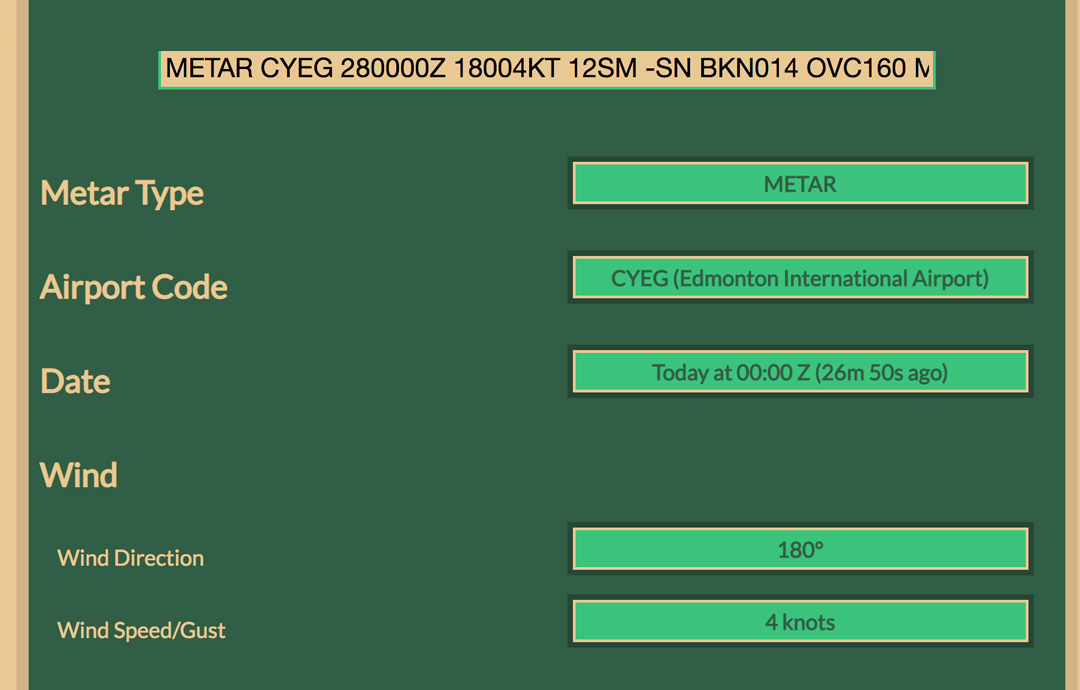 METAR CYEG 280000Z 18004KT 12SM -SN BKN014 OVC160
Metar Type
METAR
Airport Code
CYEG (Edmonton International Airport)
Date
Today at 00:00 Z (26m 50s ago)
Wind
Wind Direction
180°
Wind Speed/Gust
4 knots